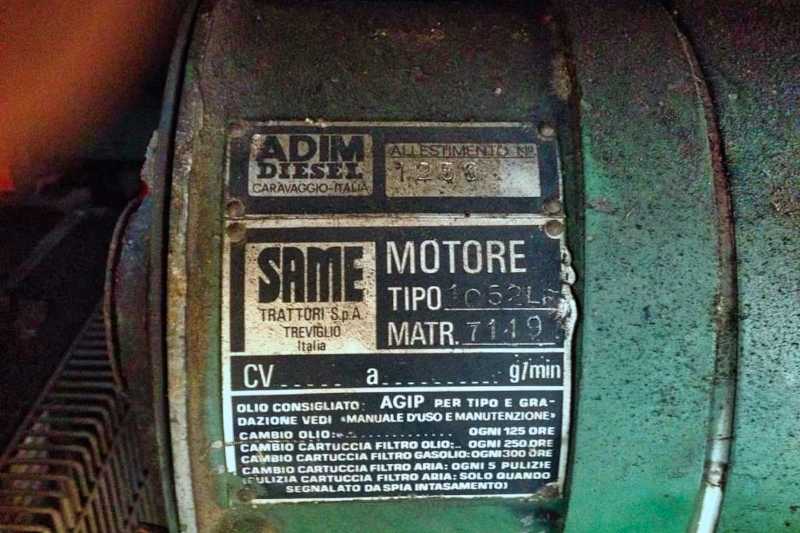 ADIM
DIESEL
CARAVAGGIO-ITALIA
ALLESTIMENTO Nº
SAME
TRATTORI S.p.A.
TREVIGLIO
Italia
MOTORE
TIPO 1052L
MATR. 7119
CV..... a.......... g/min
OLIO CONSIGLIATO: AGIP PER TIPO E GRA-
DAZIONE VEDI «MANUALE D'USO E MANUTENZIONE»
CAMBIO OLIO:................ OGNI 125 ORE
CAMBIO CARTUCCIA FILTRO OLIO:.. OGNI 250 ORE
CAMBIO CARTUCCIA FILTRO GASOLIO: OGNI 300 ORE
CAMBIO CARTUCCIA FILTRO ARIA: OGNI 5 PULIZIE
(PULIZIA CARTUCCIA FILTRO ARIA: SOLO QUANDO
SEGNALATO DA SPIA INTASAMENTO)